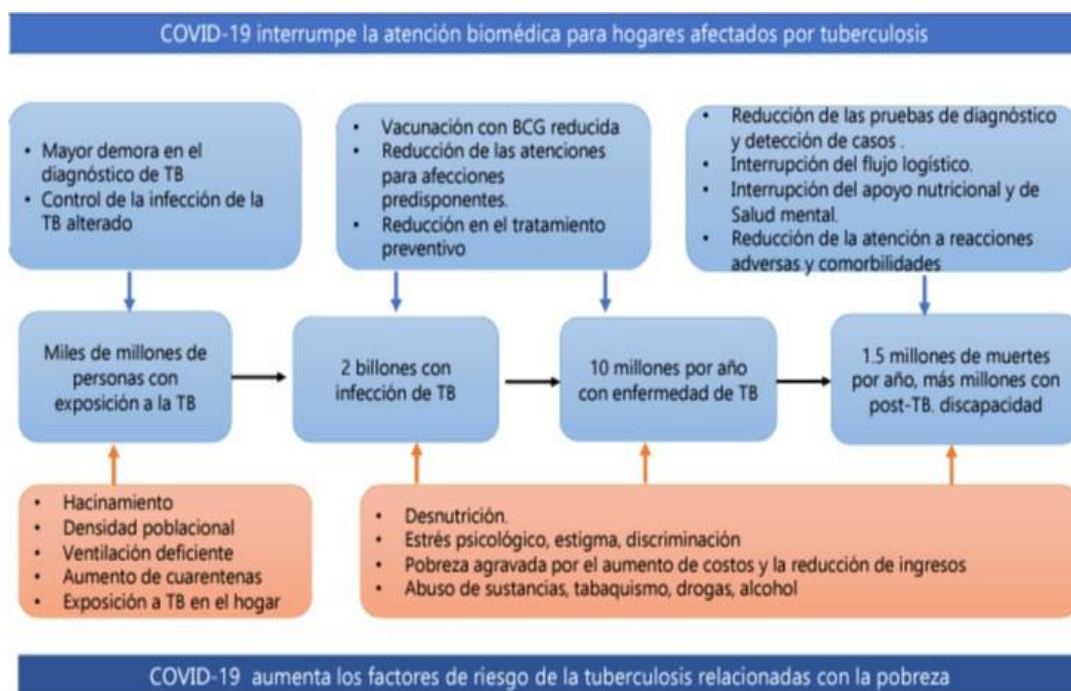 COVID-19 interrumpe la atención biomédica para hogares afectados por tuberculosis
• Mayor demora en el
diagnóstico de TB
• Control de la infección de la
TB alterado
• Vacunación con BCG reducida
• Reducción de las atenciones
para afecciones
predisponentes.
• Reducción en el tratamiento
preventivo
• Reducción de las pruebas de diagnóstico
y detección de casos .
• Interrupción del flujo logístico.
• Interrupción del apoyo nutricional y de
Salud mental.
• Reducción de la atención a reacciones
adversas y comorbilidades
Miles de millones de
personas con
exposición a la TB
2 billones con
infección de TB
10 millones por año
con enfermedad de TB
1.5 millones de muertes
por año, más millones con
post-TB. discapacidad
• Hacinamiento
• Densidad poblacional
• Ventilación deficiente
• Aumento de cuarentenas
• Exposición a TB en el hogar
• Desnutrición.
• Estrés psicológico, estigma, discriminación
• Pobreza agravada por el aumento de costos y la reducción de ingresos
• Abuso de sustancias, tabaquismo, drogas, alcohol
COVID-19 aumenta los factores de riesgo de la tuberculosis relacionadas con la pobreza